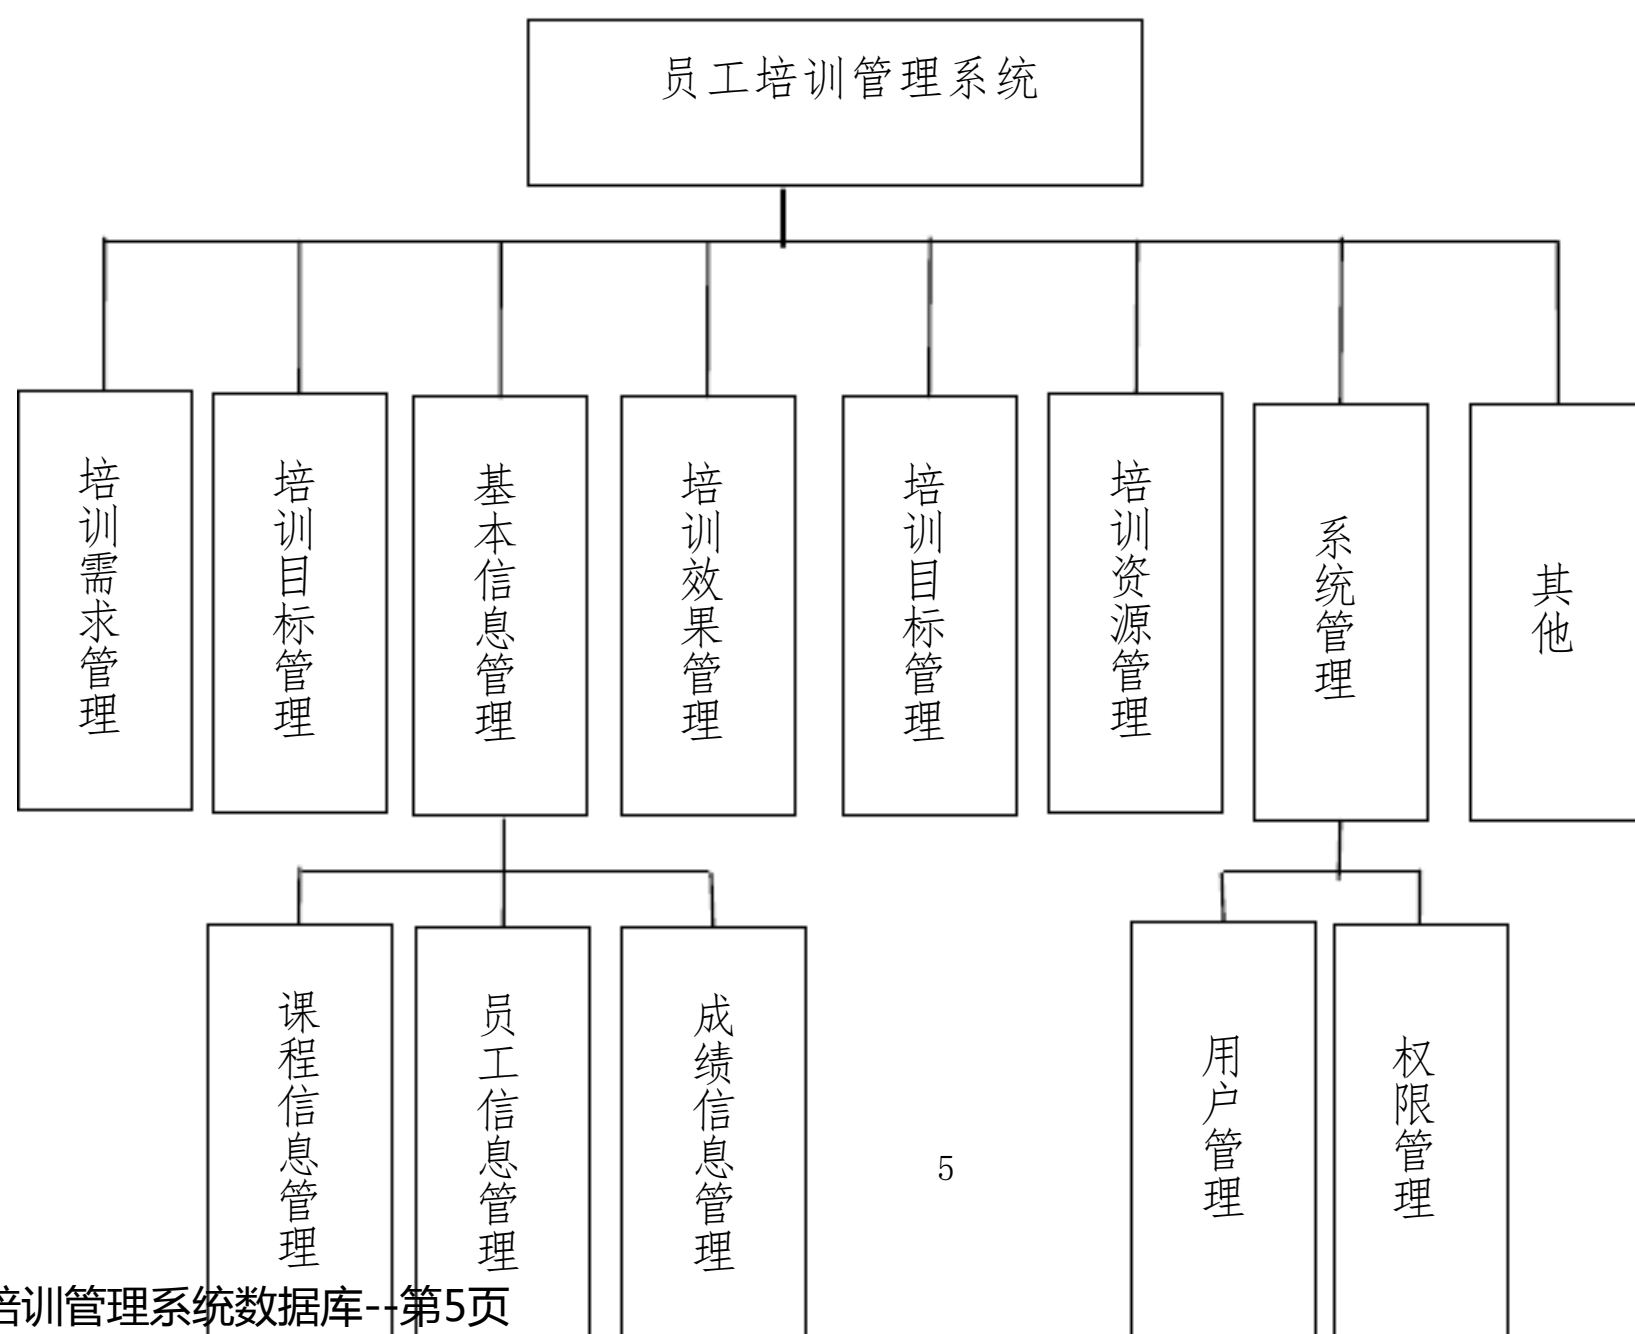 员工培训管理系统
培训需求管理
培训目标管理
基本信息管理
培训效果管理
培训目标管理
培训资源管理
系统管理
其他
课程信息管理
员工信息管理
成绩信息管理
用户管理
权限管理
5
培训管理系统数据库--第5页